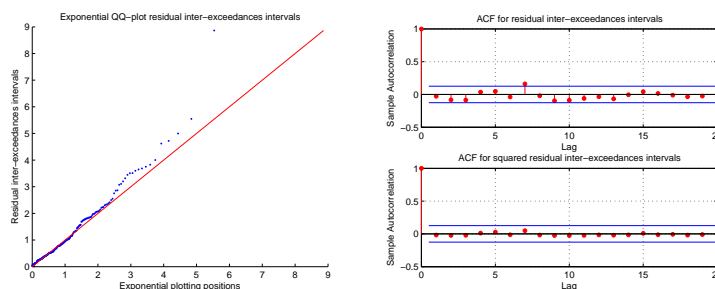 Exponential QQ−plot residual inter−exceedances intervals
9
8
7
6
5
4
3
2
1
0
Residual inter−exceedances intervals
0 1 2 3 4 5 6 7 8 9
Exponential plotting positions
ACF for residual inter−exceedances intervals
1
0.5
0
−0.5
Sample Autocorrelation
0 5 10 15 2
Lag
ACF for squared residual inter−exceedances intervals
1
0.5
0
−0.5
Sample Autocorrelation
0 5 10 15 2
Lag